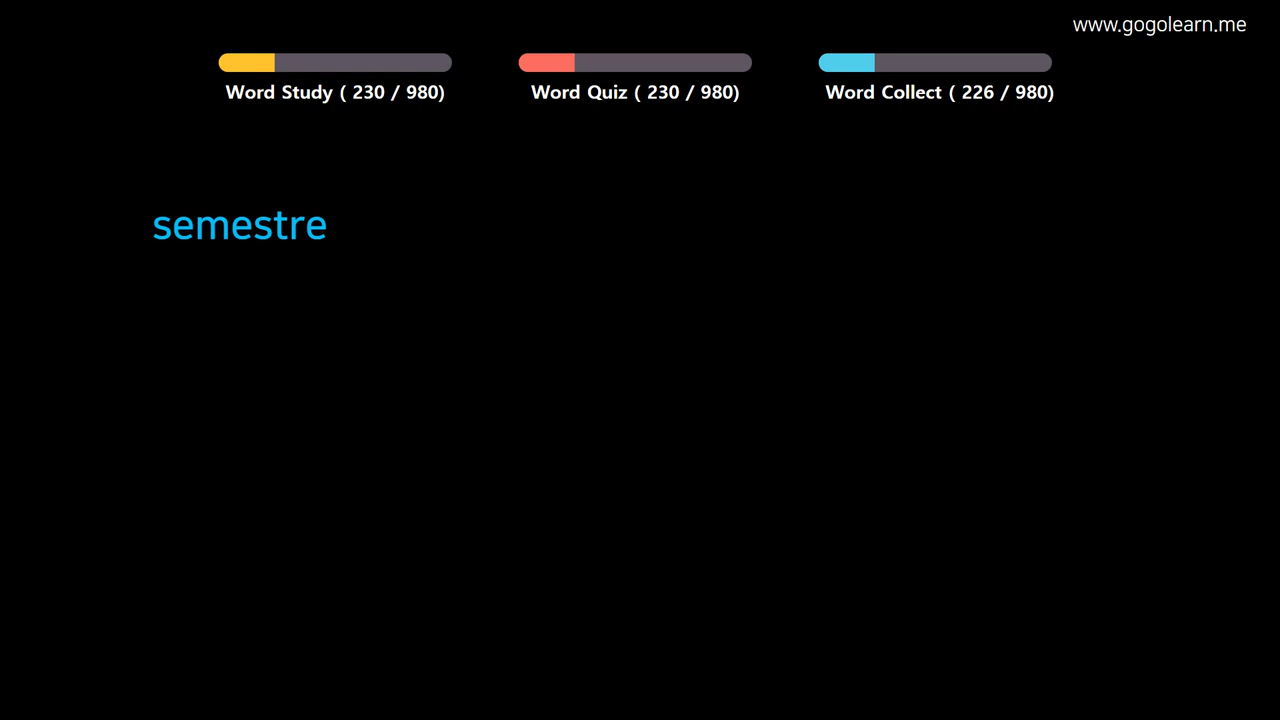 www.gogolearn.me
Word Study ( 230 / 980)
Word Quiz ( 230 / 980)
Word Collect ( 226 / 980)
semestre